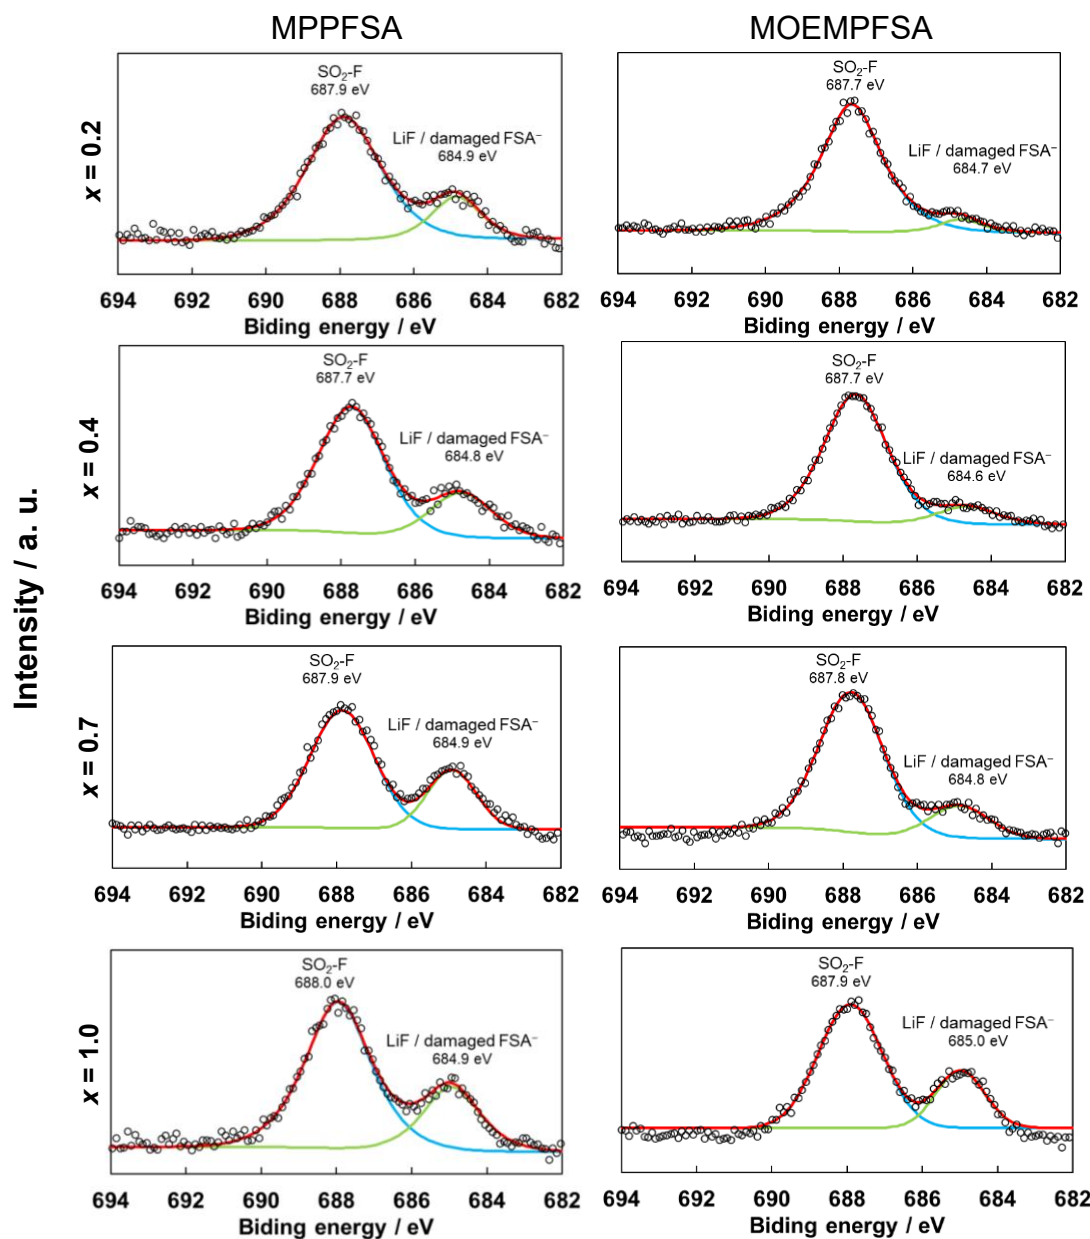 MPPFSA
MOEMPFSA
Intensity / a. u.
x = 0.2
SO₂-F
687.9 eV
LiF / damaged FSA⁻
684.9 eV
694 692 690 688 686 684 682
Biding energy / eV
SO₂-F
687.7 eV
LiF / damaged FSA⁻
684.7 eV
694 692 690 688 686 684 682
Biding energy / eV
x = 0.4
SO₂-F
687.7 eV
LiF / damaged FSA⁻
684.8 eV
694 692 690 688 686 684 682
Biding energy / eV
SO₂-F
687.7 eV
LiF / damaged FSA⁻
684.6 eV
694 692 690 688 686 684 682
Biding energy / eV
x = 0.7
SO₂-F
687.9 eV
LiF / damaged FSA⁻
684.9 eV
694 692 690 688 686 684 682
Biding energy / eV
SO₂-F
687.8 eV
LiF / damaged FSA⁻
684.8 eV
694 692 690 688 686 684 682
Biding energy / eV
x = 1.0
SO₂-F
688.0 eV
LiF / damaged FSA⁻
684.9 eV
694 692 690 688 686 684 682
Biding energy / eV
SO₂-F
687.9 eV
LiF / damaged FSA⁻
685.0 eV
694 692 690 688 686 684 682
Biding energy / eV